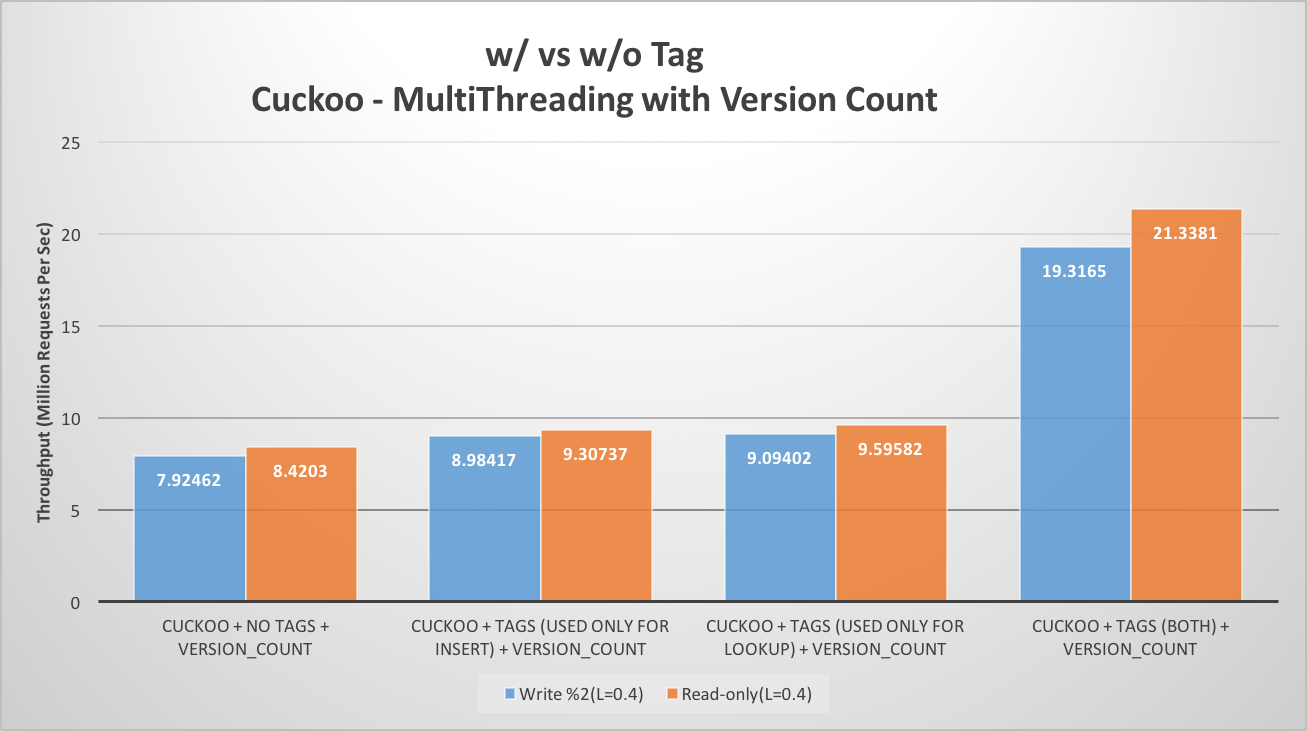 w/ vs w/o Tag
Cuckoo - MultiThreading with Version Count
Throughput (Million Requests Per Sec)
25
20
15
10
5
0
7.92462
8.4203
8.98417
9.30737
9.09402
9.59582
19.3165
21.3381
CUCKOO + NO TAGS +
VERSION_COUNT
CUCKOO + TAGS (USED ONLY FOR
INSERT) + VERSION_COUNT
CUCKOO + TAGS (USED ONLY FOR
LOOKUP) + VERSION_COUNT
CUCKOO + TAGS (BOTH) +
VERSION_COUNT
Write %2(L=0.4)
Read-only(L=0.4)